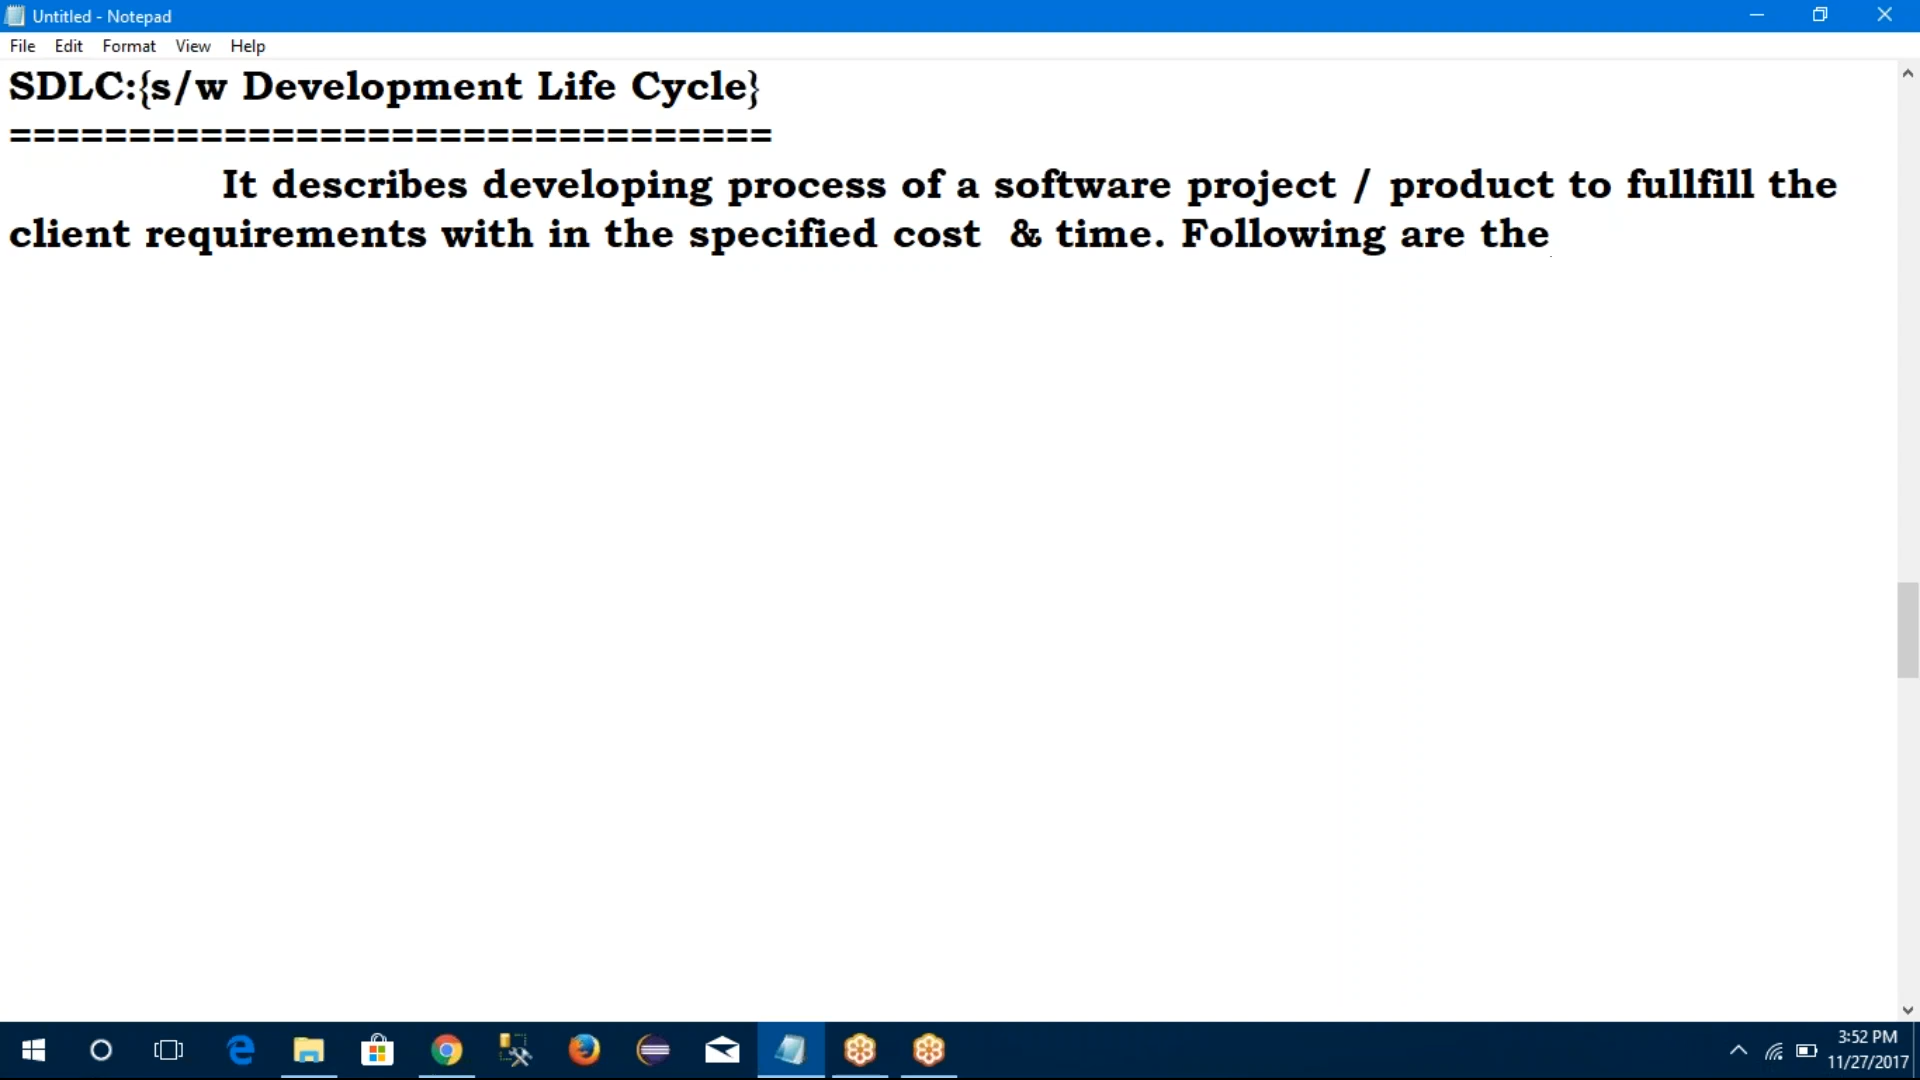 Untitled - Notepad
File Edit Format View Help
SDLC:{s/w Development Life Cycle}
================================
It describes developing process of a software project / product to fullfill the
client requirements with in the specified cost & time. Following are the
3:52 PM
11/27/2017